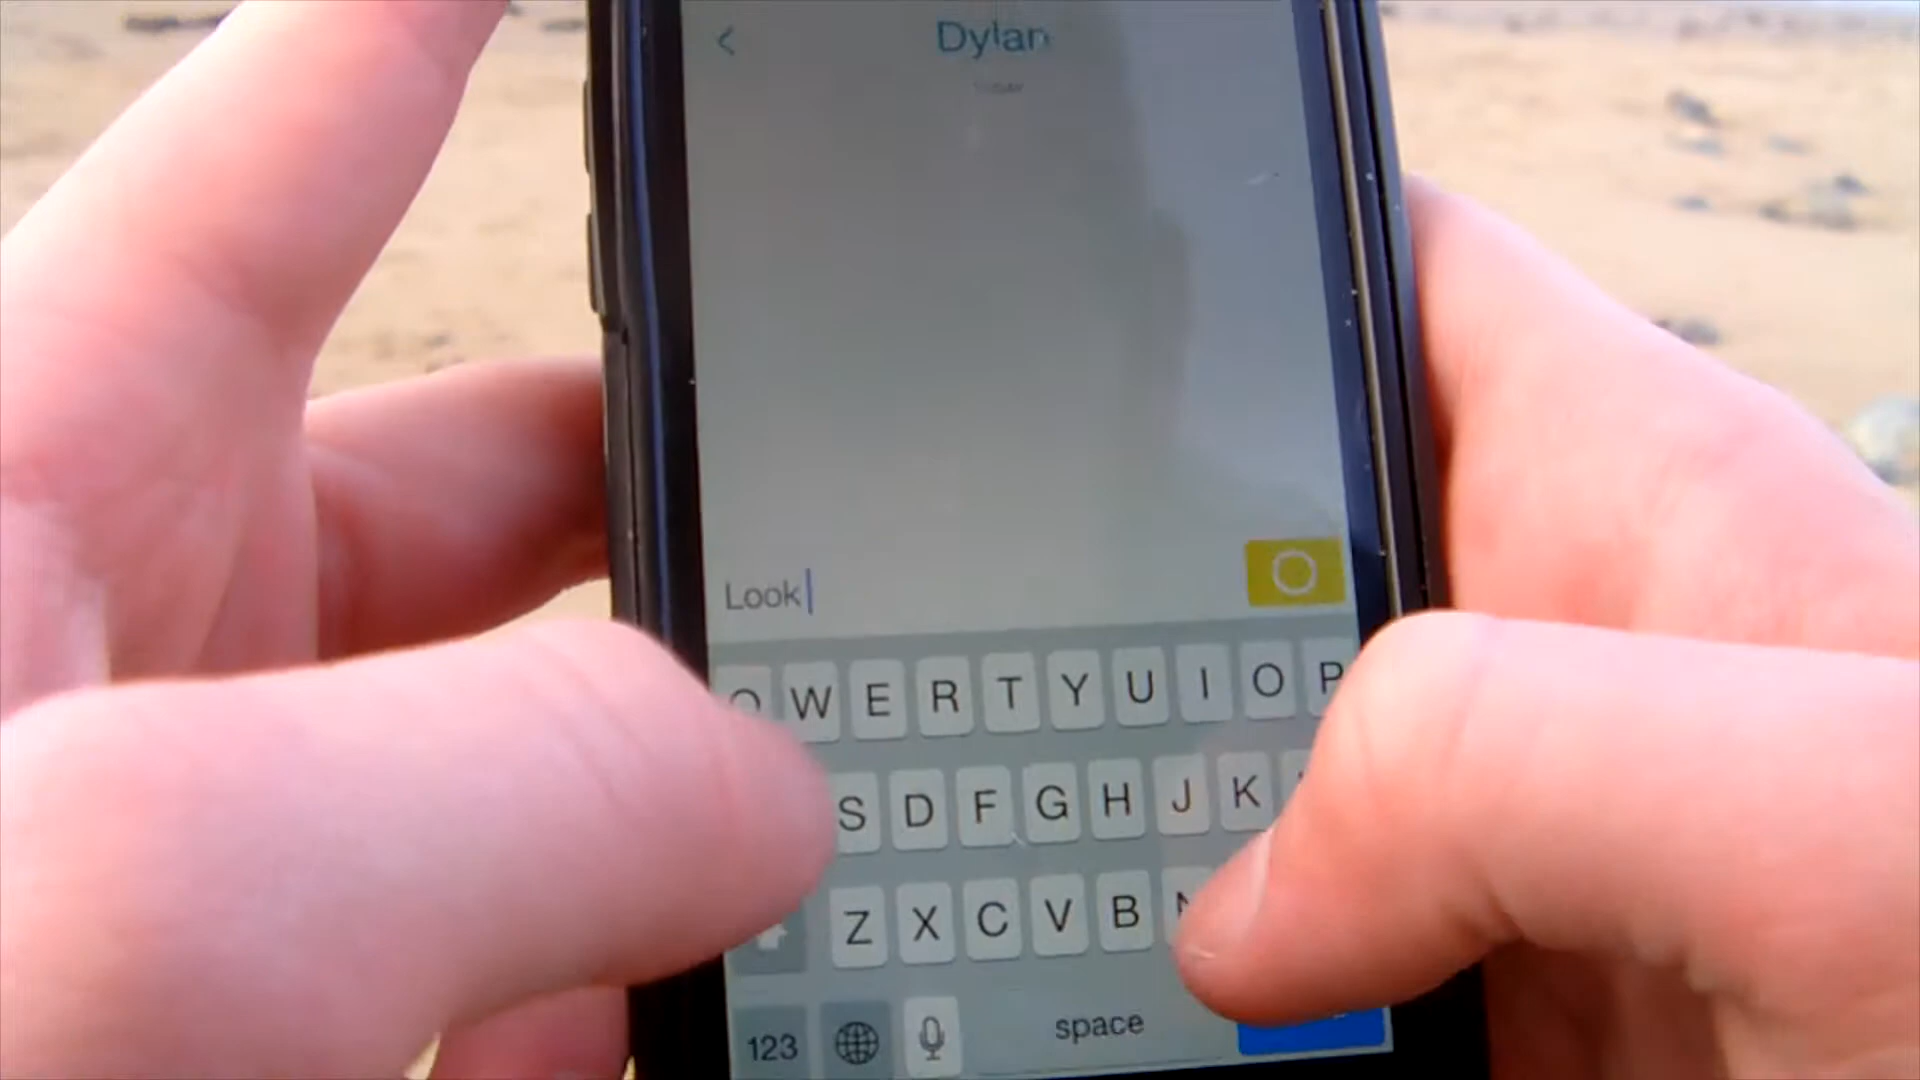 Dylan
Look
W E R T Y U I O P
S D F G H J K
Z X C V B N
123 space